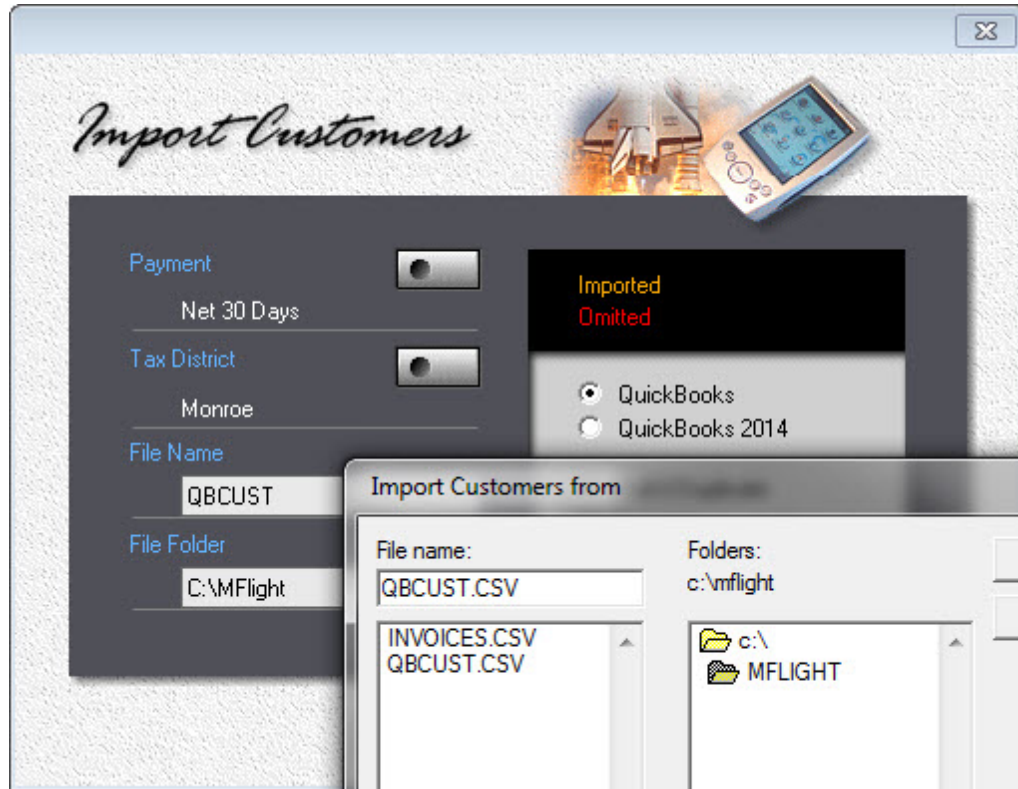 Import Customers
Payment
Net 30 Days
Tax District
Monroe
File Name
QBCUST
File Folder
C:\MFlight
Imported
Omitted
QuickBooks
QuickBooks 2014
Import Customers from
File name:
QBCUST.CSV
INVOICES.CSV
QBCUST.CSV
Folders:
c:\mflight
c:\
MFLIGHT